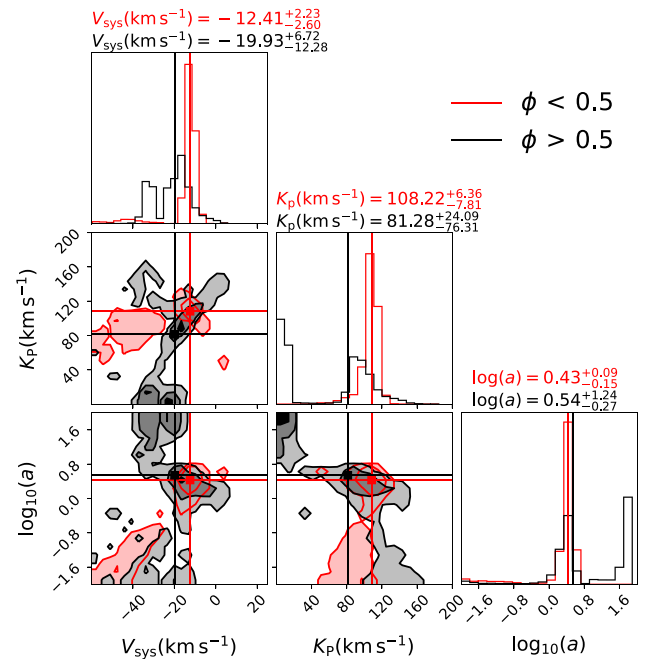 V_sys(km s⁻¹) = −12.41 +2.23 −2.60
V_sys(km s⁻¹) = −19.93 +6.72 −12.28
ϕ < 0.5
ϕ > 0.5
K_p(km s⁻¹) = 108.22 +6.36 −7.81
K_p(km s⁻¹) = 81.28 +24.09 −76.31
200
160
120
80
40
K_P(km s⁻¹)
log(a) = 0.43 +0.09 −0.15
log(a) = 0.54 +1.24 −0.27
1.6
0.8
0.0
−0.8
−1.6
log₁₀(a)
−40 −20 0 20
V_sys(km s⁻¹)
40 80 120 160 200
K_P(km s⁻¹)
−1.6 −0.8 0.0 0.8 1.6
log₁₀(a)